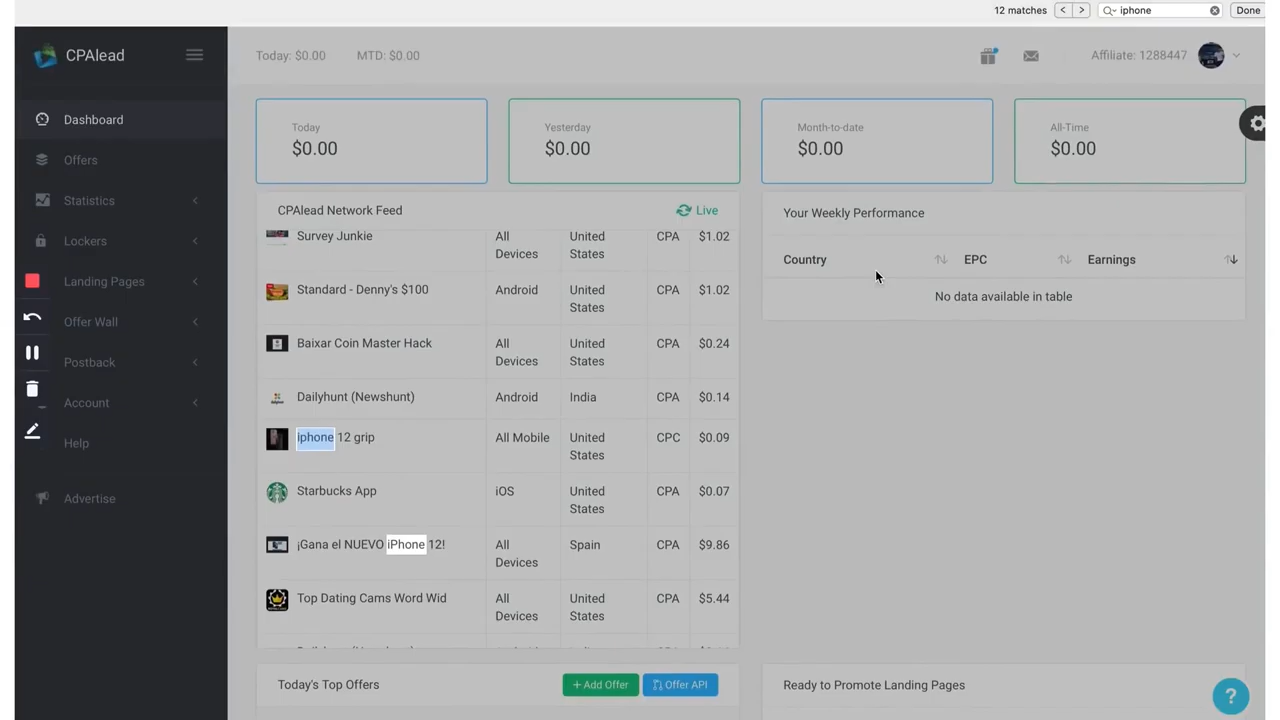 12 matches
iphone
Done
CPAlead
Today: $0.00
MTD: $0.00
Affiliate: 1288447
Dashboard
Offers
Statistics
Lockers
Landing Pages
Offer Wall
Postback
Account
Help
Advertise
Today
$0.00
Yesterday
$0.00
Month-to-date
$0.00
All-Time
$0.00
CPAlead Network Feed
Live
Survey Junkie All Devices United States CPA $1.02
Standard - Denny's $100 Android United States CPA $1.02
Baixar Coin Master Hack All Devices United States CPA $0.24
Dailyhunt (Newshunt) Android India CPA $0.14
Iphone 12 grip All Mobile United States CPC $0.09
Starbucks App iOS United States CPA $0.07
¡Gana el NUEVO iPhone 12! All Devices Spain CPA $9.86
Top Dating Cams Word Wid All Devices United States CPA $5.44
Today's Top Offers
+ Add Offer
Offer API
Your Weekly Performance
Country EPC Earnings
No data available in table
Ready to Promote Landing Pages
?